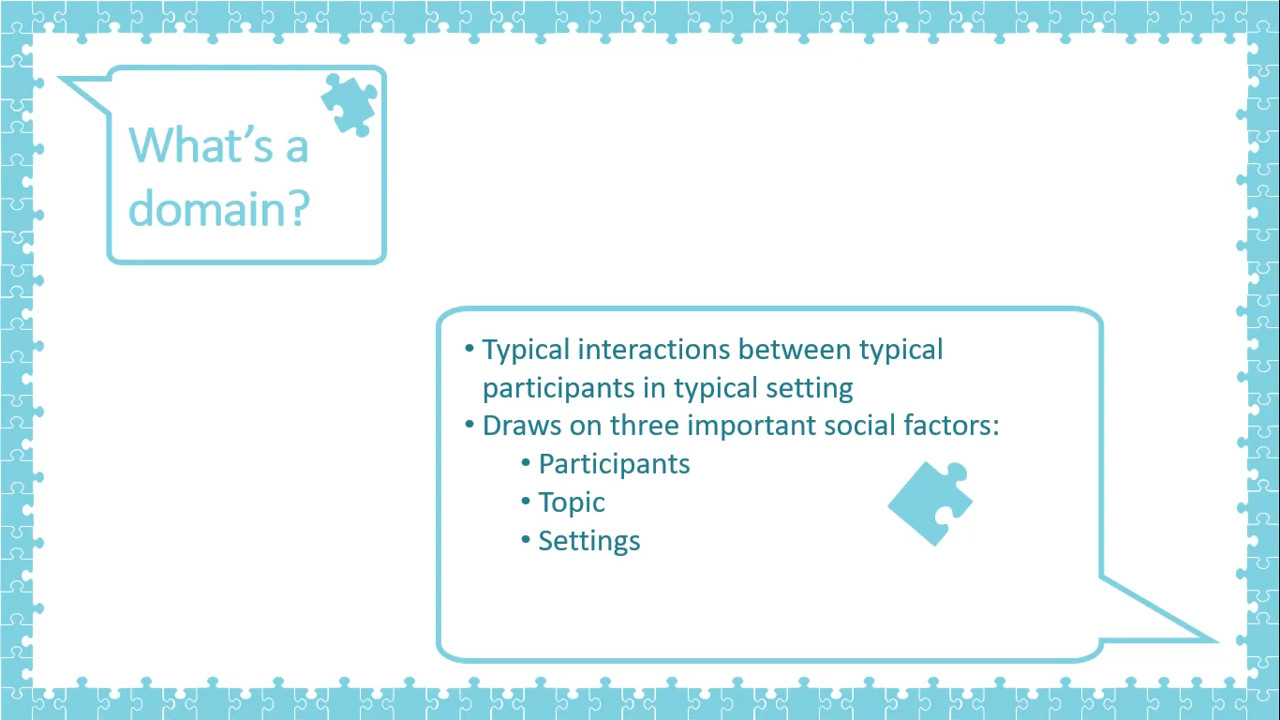 What’s a
domain?
• Typical interactions between typical
participants in typical setting
• Draws on three important social factors:
• Participants
• Topic
• Settings